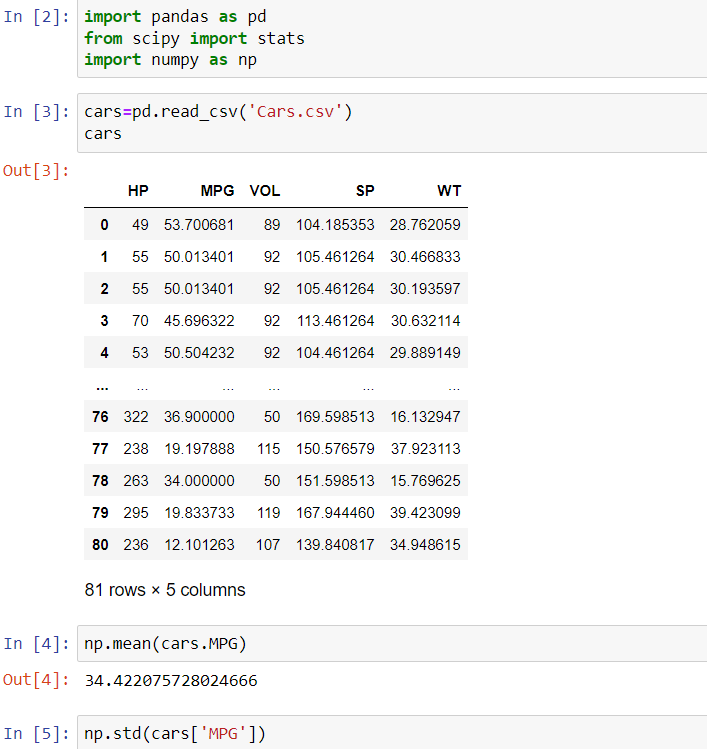 In [2]: import pandas as pd
from scipy import stats
import numpy as np
In [3]: cars=pd.read_csv('Cars.csv')
cars
Out[3]:
HP MPG VOL SP WT
0 49 53.700681 89 104.185353 28.762059
1 55 50.013401 92 105.461264 30.466833
2 55 50.013401 92 105.461264 30.193597
3 70 45.696322 92 113.461264 30.632114
4 53 50.504232 92 104.461264 29.889149
... ... ... ... ... ...
76 322 36.900000 50 169.598513 16.132947
77 238 19.197888 115 150.576579 37.923113
78 263 34.000000 50 151.598513 15.769625
79 295 19.833733 119 167.944460 39.423099
80 236 12.101263 107 139.840817 34.948615
81 rows × 5 columns
In [4]: np.mean(cars.MPG)
Out[4]: 34.422075728024666
In [5]: np.std(cars['MPG'])